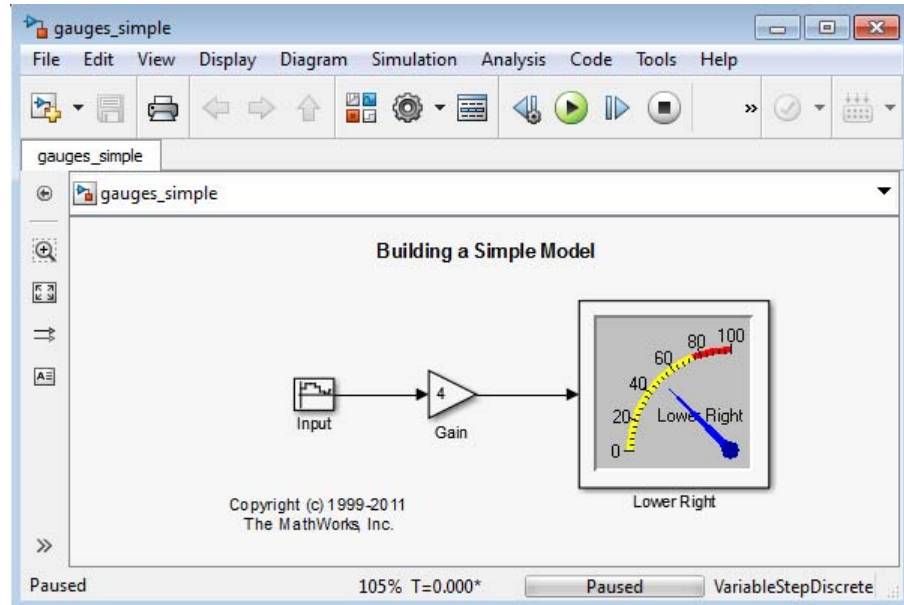 gauges_simple
File Edit View Display Diagram Simulation Analysis Code Tools Help
»
gauges_simple
gauges_simple
Building a Simple Model
4
Input
Gain
0
20
40
60
80
100
Lower Right
Lower Right
Copyright (c) 1999-2011
The MathWorks, Inc.
»
Paused 105% T=0.000* Paused VariableStepDiscrete